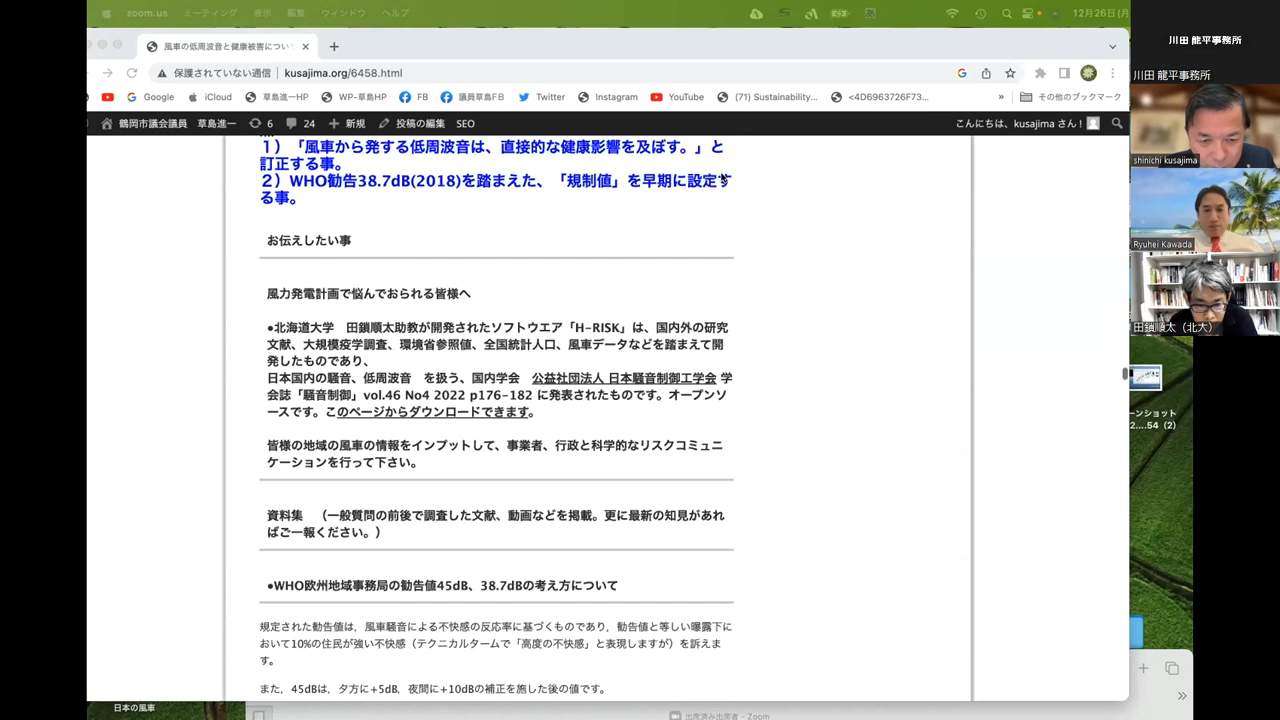 zoom.us ミーティング 表示 編集 ウィンドウ ヘルプ
12月26日(月
風車の低周波音と健康被害につい
保護されていない通信 kusajima.org/6458.html
Google iCloud 草島進一HP WP-草島HP FB 議員草島FB Twitter Instagram YouTube (71) Sustainability... <4D6963726F73... » その他のブックマーク
鶴岡市議会議員 草島進一 6 24 新規 投稿の編集 SEO こんにちは、kusajima さん！
１）「風車から発する低周波音は、直接的な健康影響を及ぼす。」と
訂正する事。
２）WHO勧告38.7dB(2018)を踏まえた、「規制値」を早期に設定す
る事。
お伝えしたい事
風力発電計画で悩んでおられる皆様へ
●北海道大学　田鎖順太助教が開発されたソフトウエア「H-RISK」は、国内外の研究
文献、大規模疫学調査、環境省参照値、全国統計人口、風車データなどを踏まえて開
発したものであり、
日本国内の騒音、低周波音　を扱う、国内学会　公益社団法人 日本騒音制御工学会 学
会誌「騒音制御」vol.46 No4 2022 p176-182 に発表されたものです。オープンソ
ースです。このページからダウンロードできます。
皆様の地域の風車の情報をインプットして、事業者、行政と科学的なリスクコミュニ
ケーションを行って下さい。
資料集　（一般質問の前後で調査した文献、動画などを掲載。更に最新の知見があれ
ばご一報ください。）
●WHO欧州地域事務局の勧告値45dB、38.7dBの考え方について
規定された勧告値は，風車騒音による不快感の反応率に基づくものであり，勧告値と等しい曝露下に
おいて10%の住民が強い不快感（テクニカルタームで「高度の不快感」と表現しますが）を訴えま
す。
また，45dBは，夕方に+5dB，夜間に+10dBの補正を施した後の値です。
日本の風車
出席済み出席者 - Zoom
川田 龍平事務所
川田 龍平事務所
shinichi kusajima
Ryuhei Kawada
田鎖順太（北大）
ーンショット
2....54 (2)